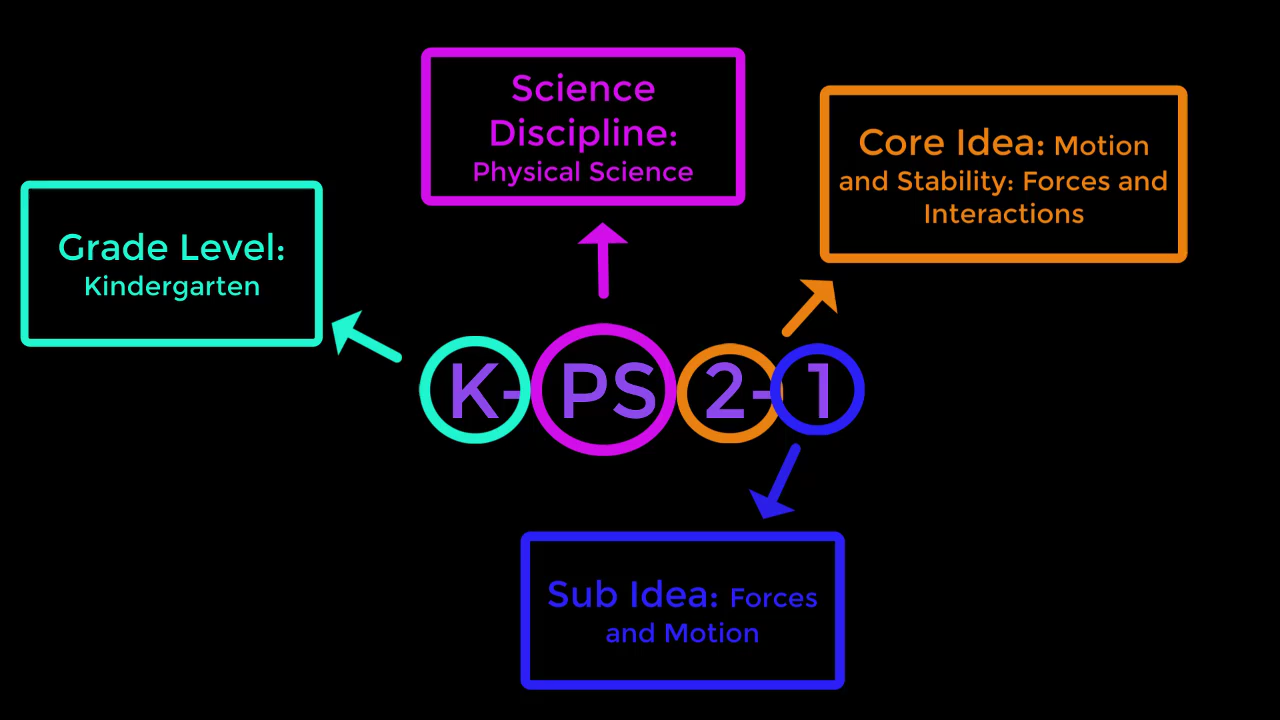 Science
Discipline:
Physical Science
Core Idea: Motion
and Stability: Forces and
Interactions
Grade Level:
Kindergarten
K-PS2-1
Sub Idea: Forces
and Motion